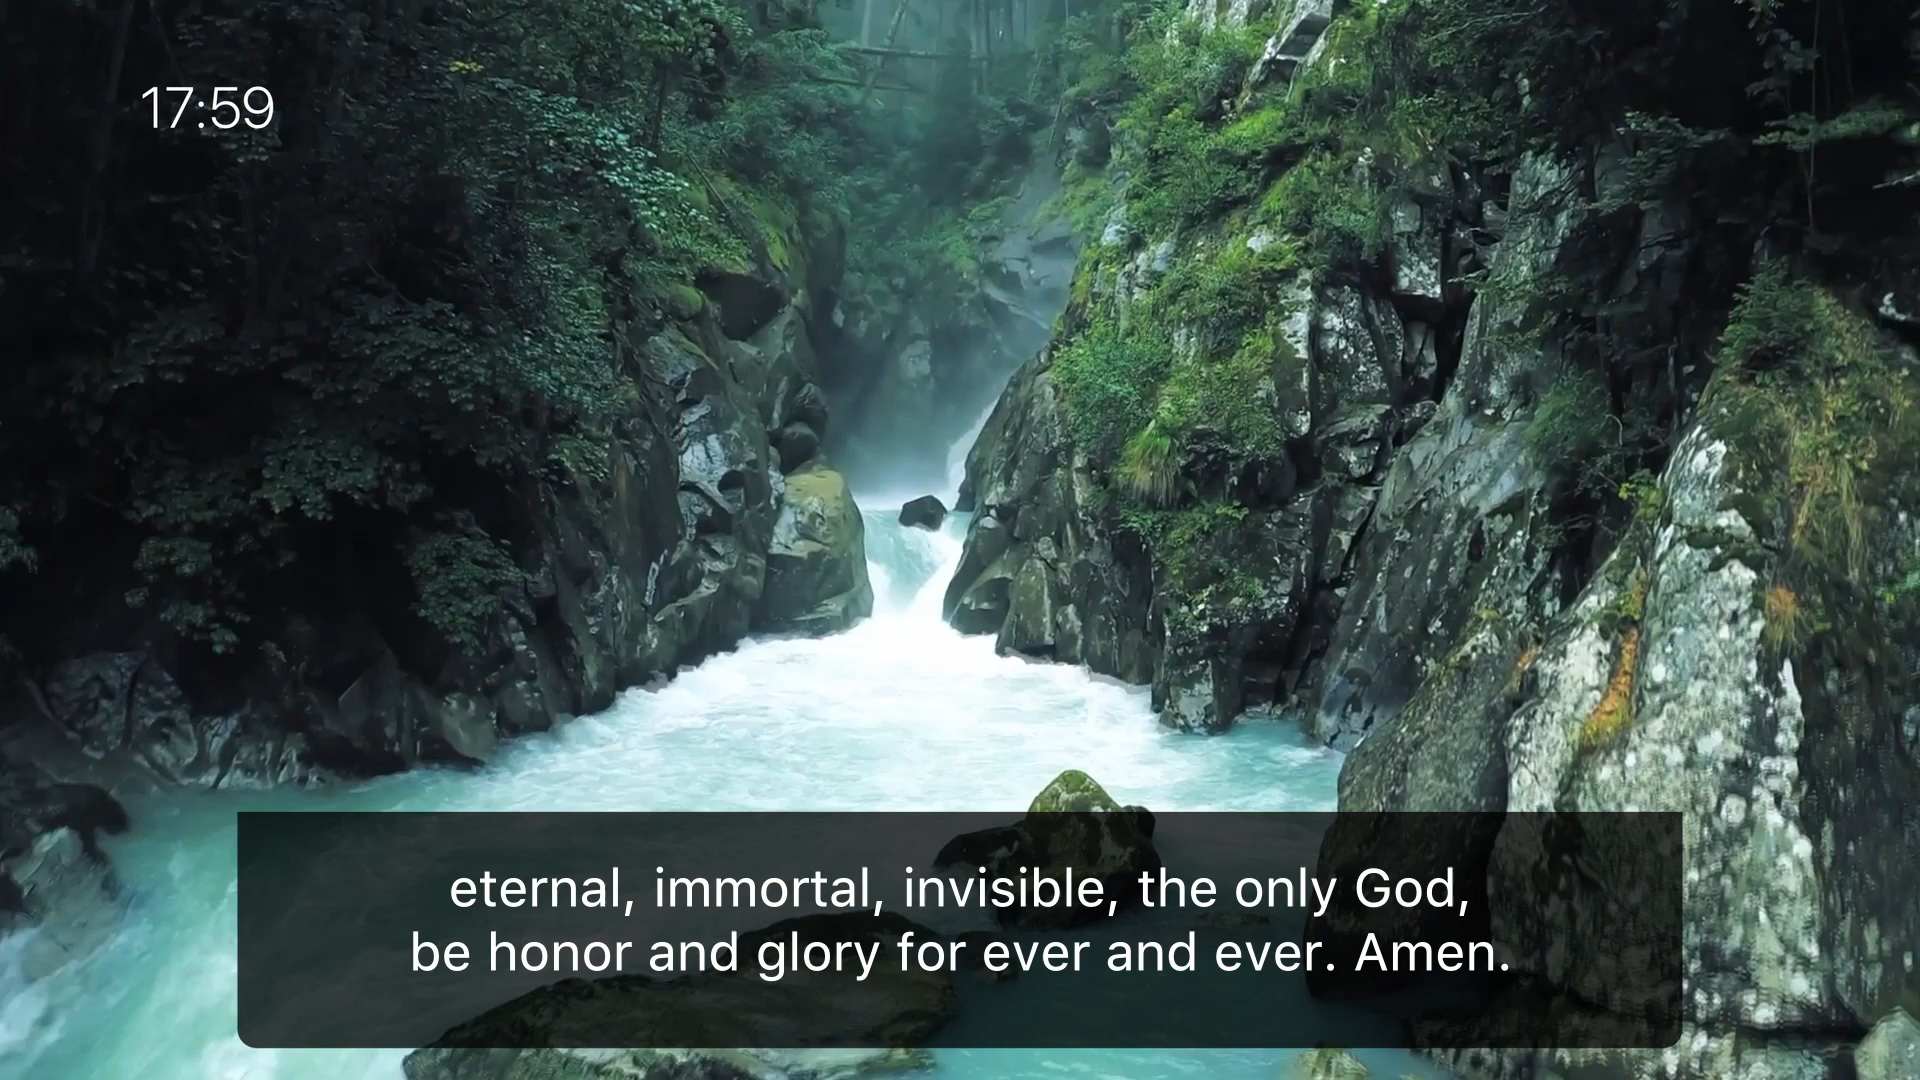 17:59
eternal, immortal, invisible, the only God,
be honor and glory for ever and ever. Amen.